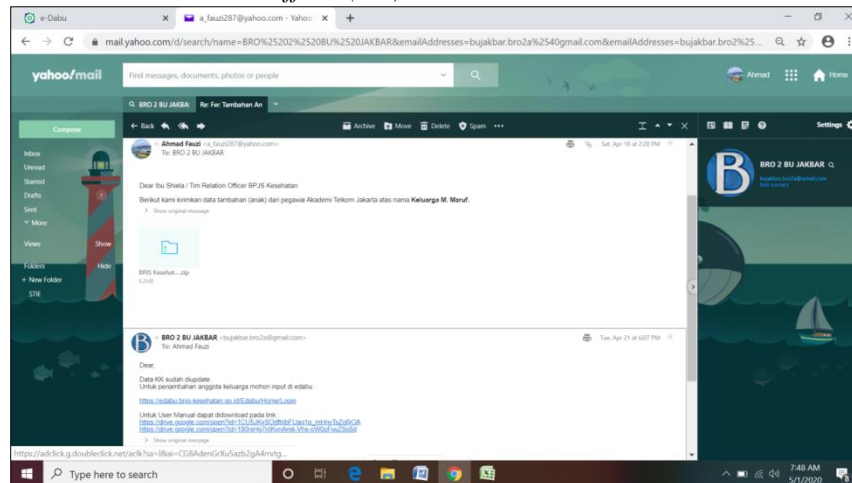 e-Dabu
a_fauzi287@yahoo.com - Yahoo
mail.yahoo.com/d/search/name=BRO%25202%2520BU%2520JAKBAR&emailAddresses=bujakbar.bro2a%2540gmail.com&emailAddresses=bujakbar.bro2%25...
yahoo!mail
Find messages, documents, photos or people
Ahmad
Home
BRO 2 BU JAKBA
Re: Fw: Tambahan An
Compose
Back
Archive
Move
Delete
Spam
Settings
Inbox
Unread
Starred
Drafts
Sent
More
Views
Show
Folders
Hide
+ New Folder
STIE
Ahmad Fauzi <a_fauzi287@yahoo.com>
To: BRO 2 BU JAKBAR
Sat, Apr 18 at 2:28 PM
Dear Ibu Shiela / Tim Relation Officer BPJS Kesehatan
Berikut kami kirimkan data tambahan (anak) dari pegawai Akademi Telkom Jakarta atas nama Keluarga M. Maruf.
Show original message
BPJS Kesehat....zip
BRO 2 BU JAKBAR <bujakbar.bro2a@gmail.com>
To: Ahmad Fauzi
Tue, Apr 21 at 6:07 PM
Dear,
Data KK sudah diupdate.
Untuk penambahan anggota keluarga mohon input di edabu
https://edabu.bpjs-kesehatan.go.id/Edabu/Home/Login
Untuk User Manual dapat didownload pada link :
Show original message
BRO 2 BU JAKBAR
bujakbar.bro2a@gmail.com
Edit contact
Type here to search
7:48 AM
5/1/2020